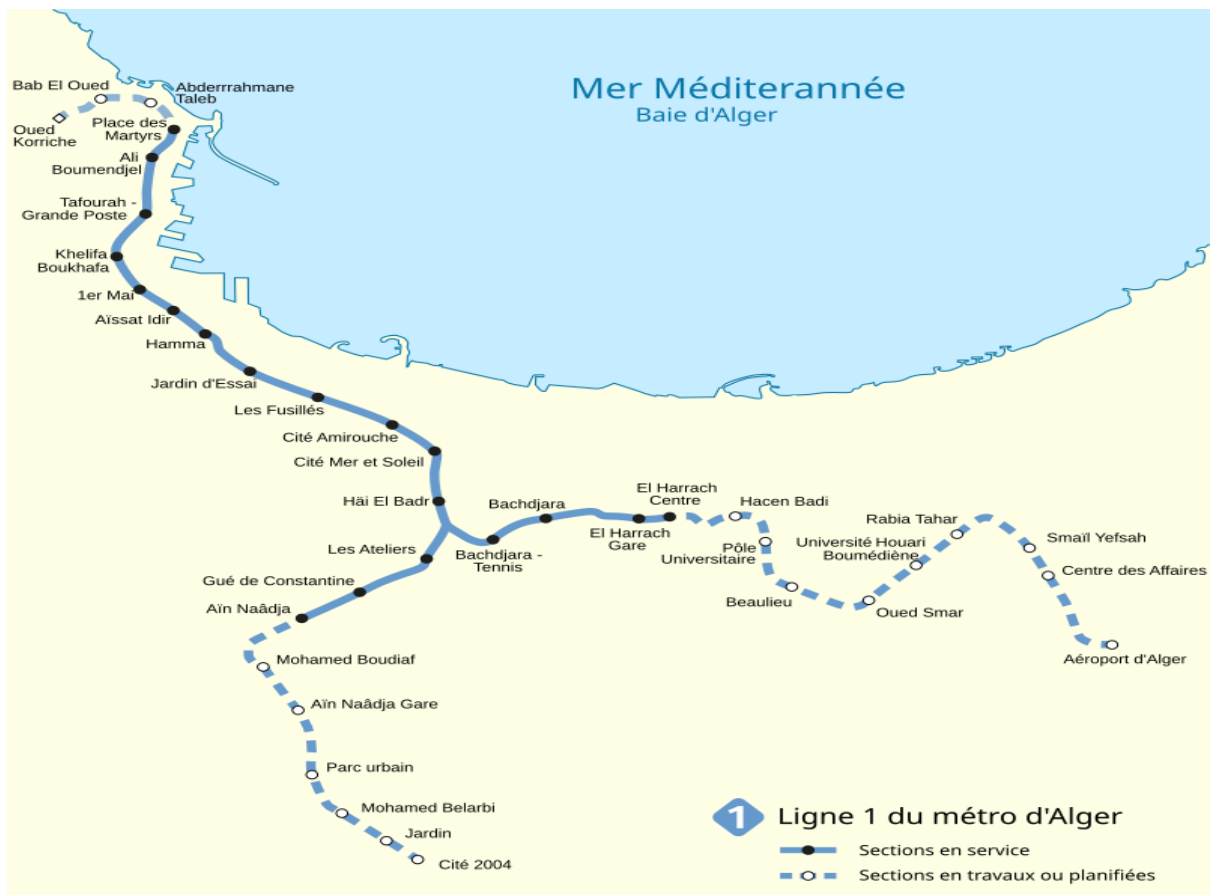 Mer Méditerannée
Baie d'Alger
Bab El Oued
Abderrrahmane
Taleb
Oued
Korriche
Place des
Martyrs
Ali
Boumendjel
Tafourah -
Grande Poste
Khelifa
Boukhafa
1er Mai
Aïssat Idir
Hamma
Jardin d'Essai
Les Fusillés
Cité Amirouche
Cité Mer et Soleil
Häi El Badr
Bachdjara
El Harrach
Centre
Hacen Badi
El Harrach
Gare
Bachdjara -
Tennis
Les Ateliers
Gué de Constantine
Aïn Naâdja
Pôle
Universitaire
Beaulieu
Oued Smar
Université Houari
Boumédiène
Rabia Tahar
Smaïl Yefsah
Centre des Affaires
Aéroport d'Alger
Mohamed Boudiaf
Aïn Naâdja Gare
Parc urbain
Mohamed Belarbi
Jardin
Cité 2004
1 Ligne 1 du métro d'Alger
Sections en service
Sections en travaux ou planifiées